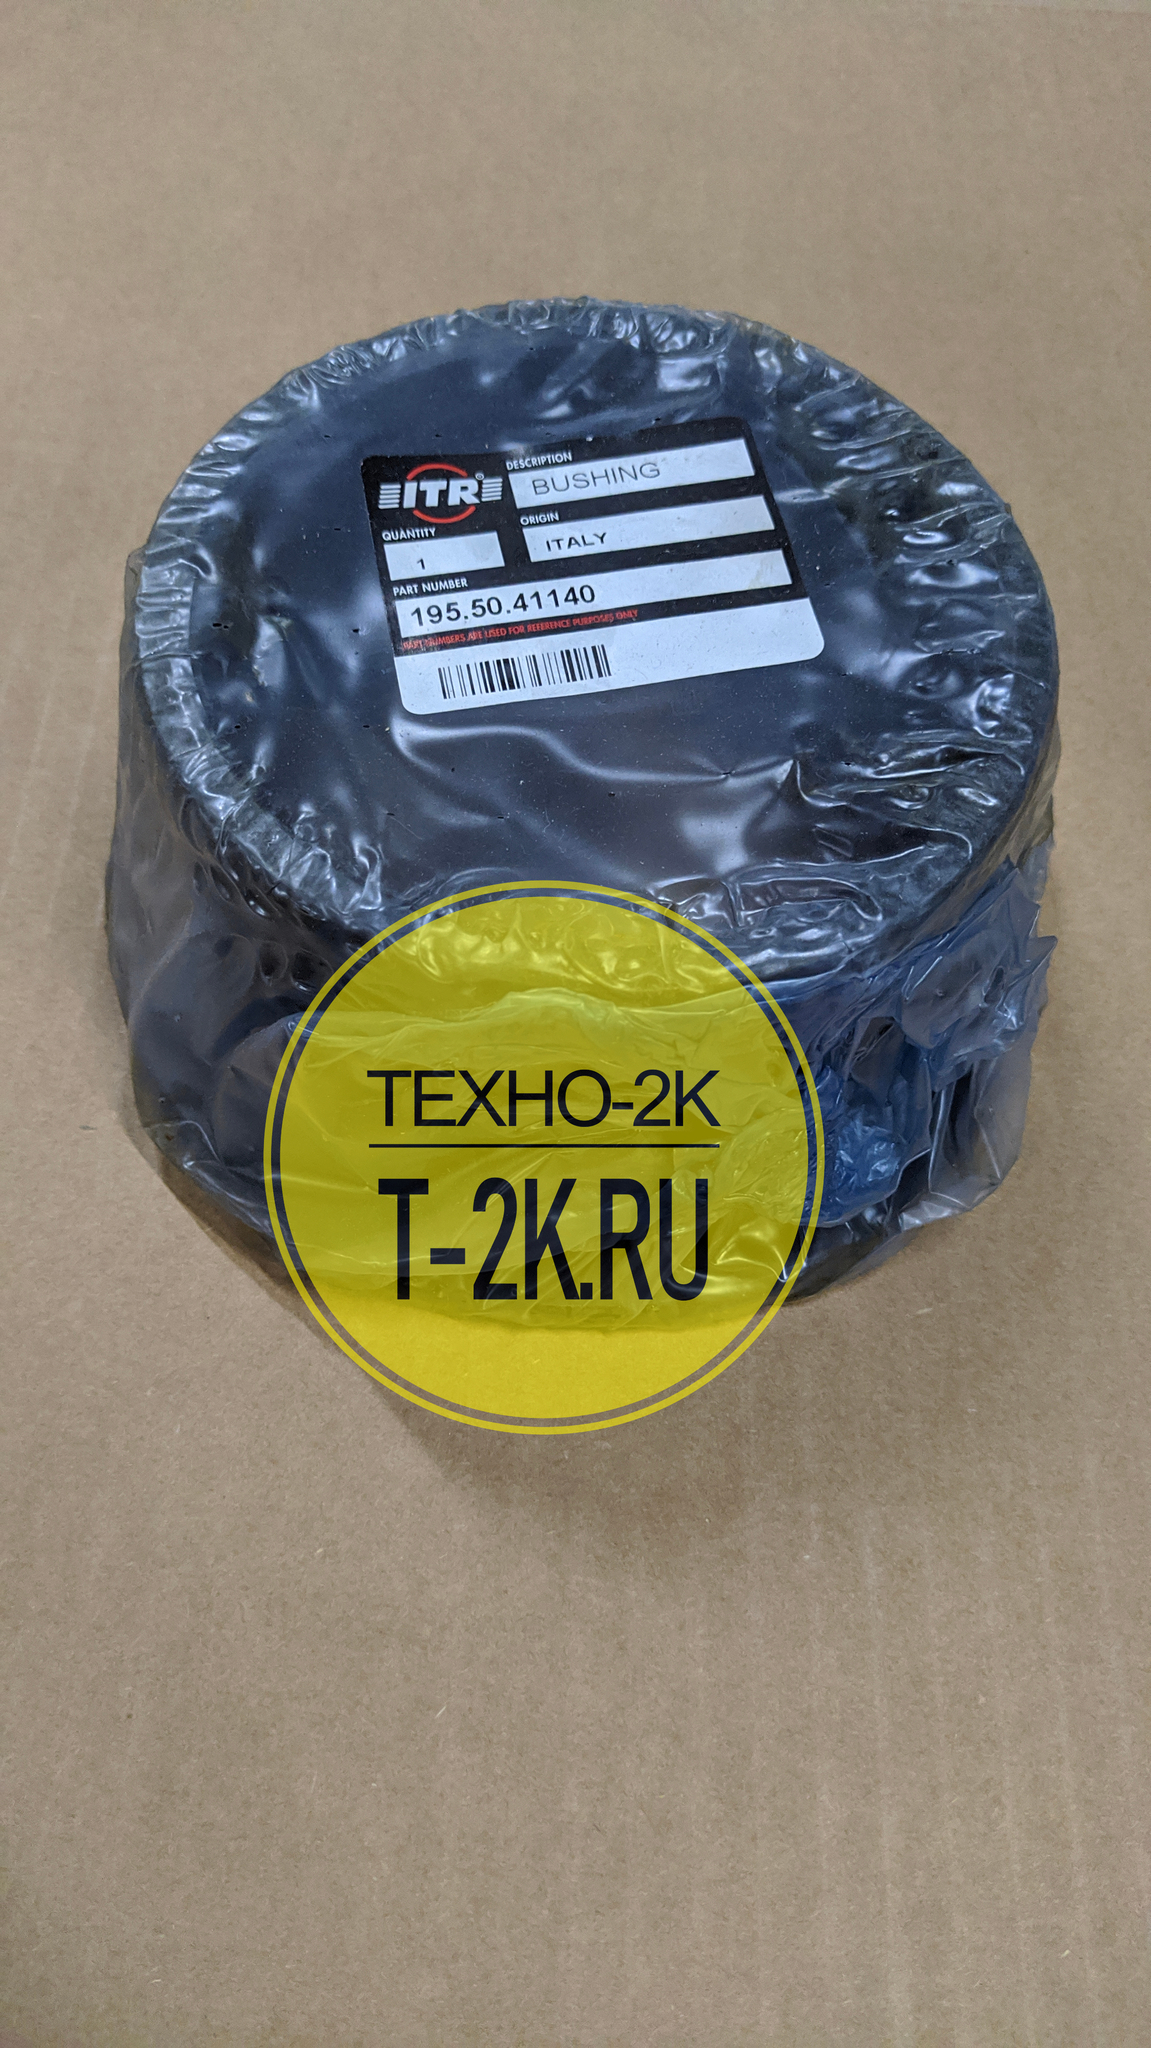 ITR®
DESCRIPTION
BUSHING
QUANTITY
1
ORIGIN
ITALY
PART NUMBER
195.50.41140
PART NUMBERS ARE USED FOR REFERENCE PURPOSES ONLY
ТЕХНО-2К
T-2K.RU